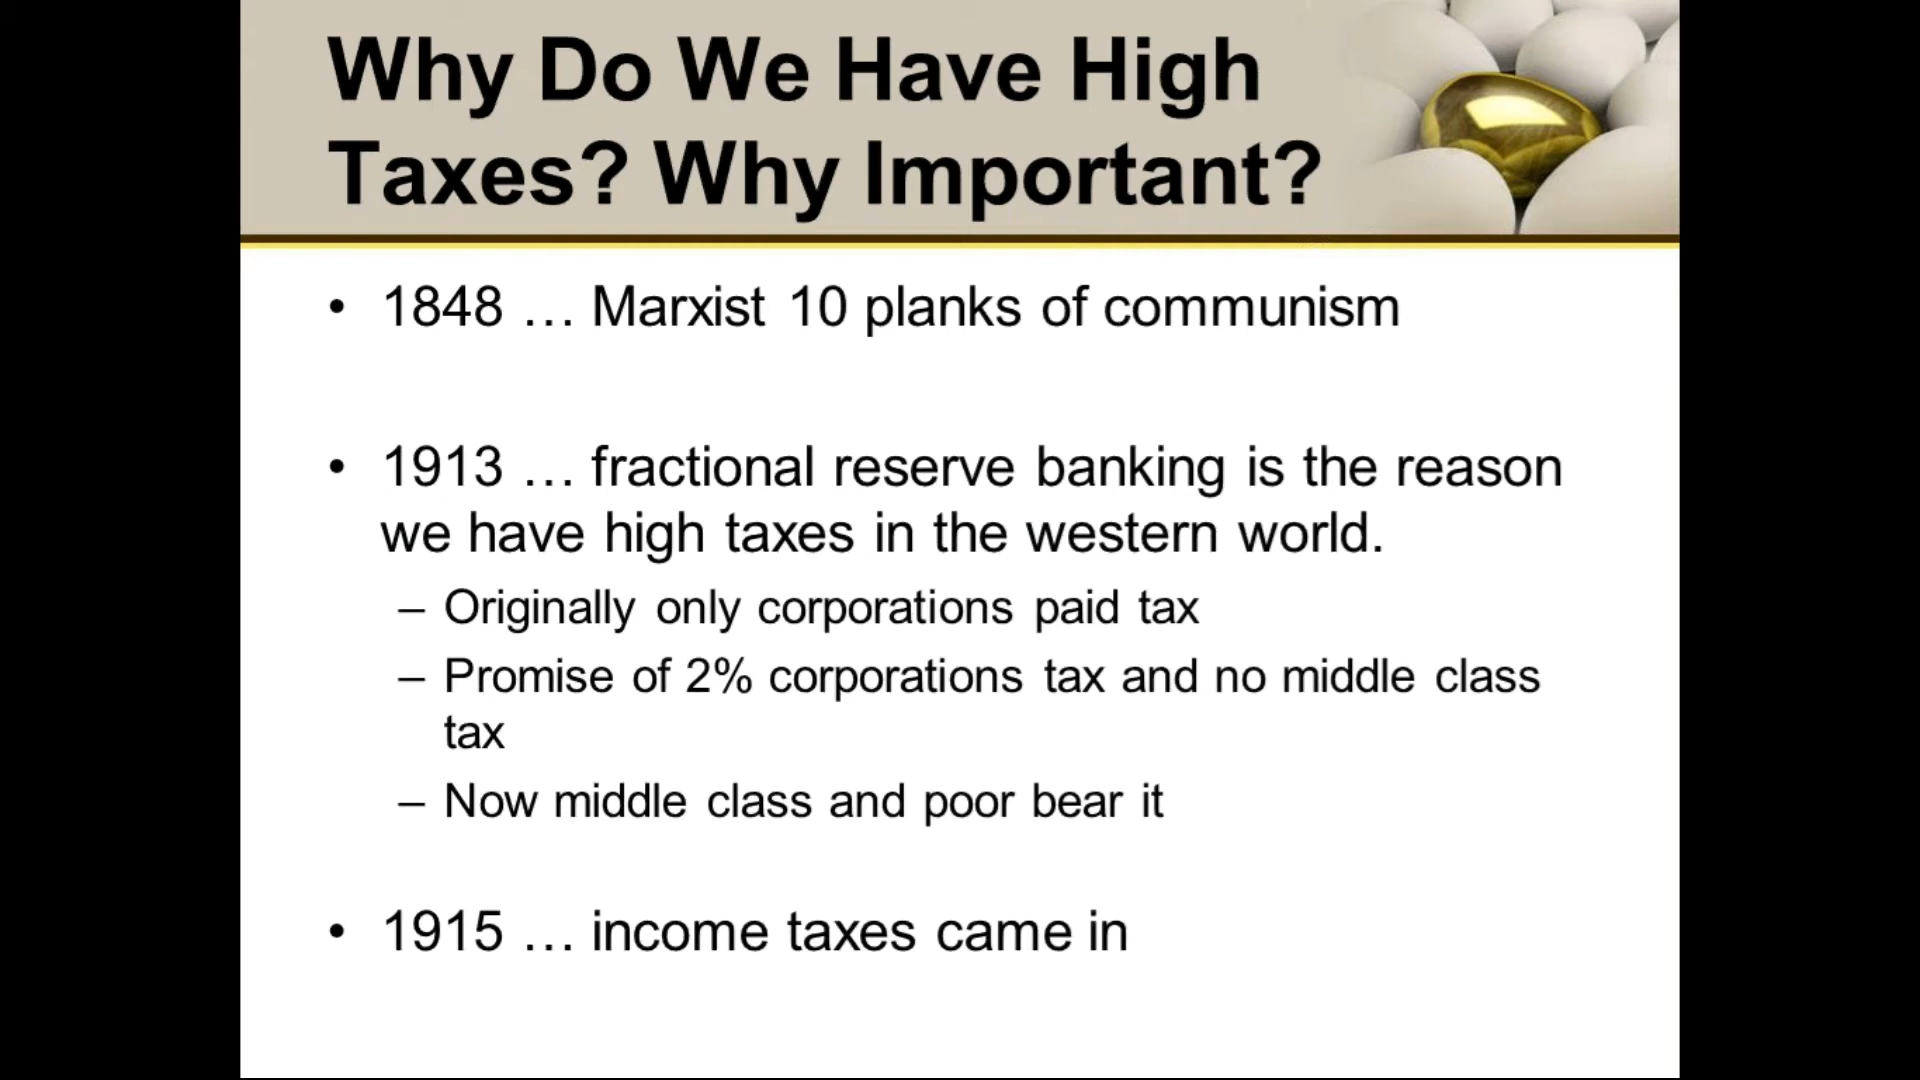 Why Do We Have High
Taxes? Why Important?
• 1848 … Marxist 10 planks of communism
• 1913 … fractional reserve banking is the reason
we have high taxes in the western world.
– Originally only corporations paid tax
– Promise of 2% corporations tax and no middle class
tax
– Now middle class and poor bear it
• 1915 … income taxes came in